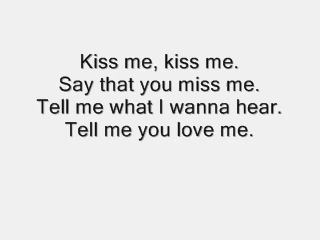 Kiss me, kiss me.
Say that you miss me.
Tell me what I wanna hear.
Tell me you love me.